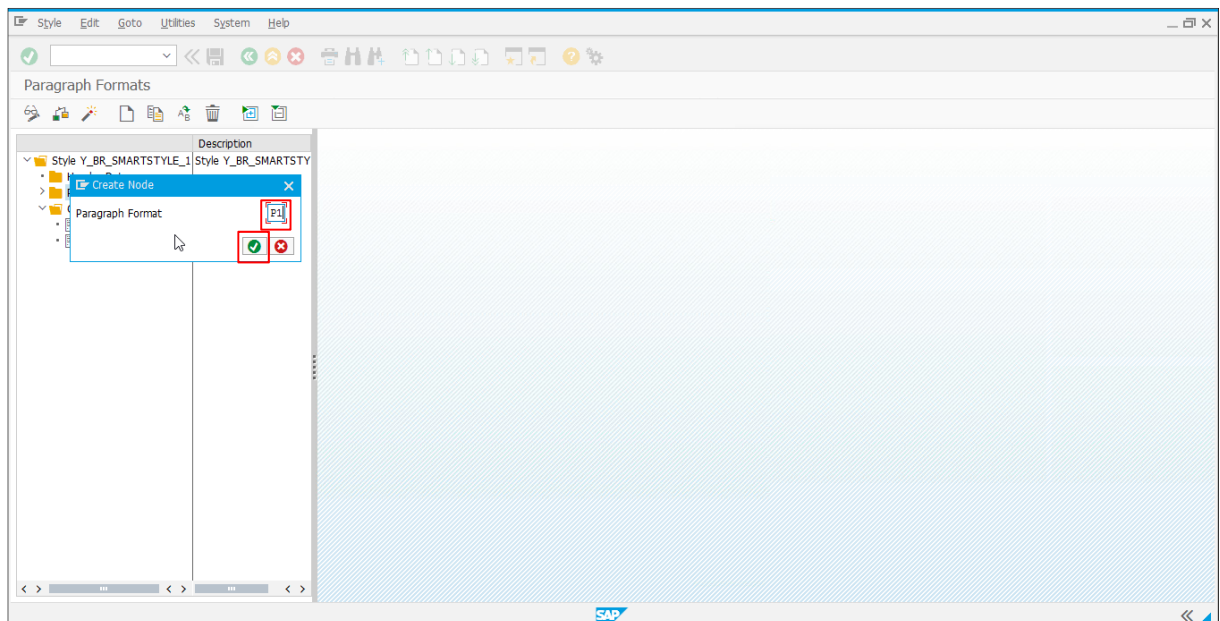 Style Edit Goto Utilities System Help
Paragraph Formats
Description
Style Y_BR_SMARTSTYLE_1 Style Y_BR_SMARTSTY
Create Node
Paragraph Format P1
SAP